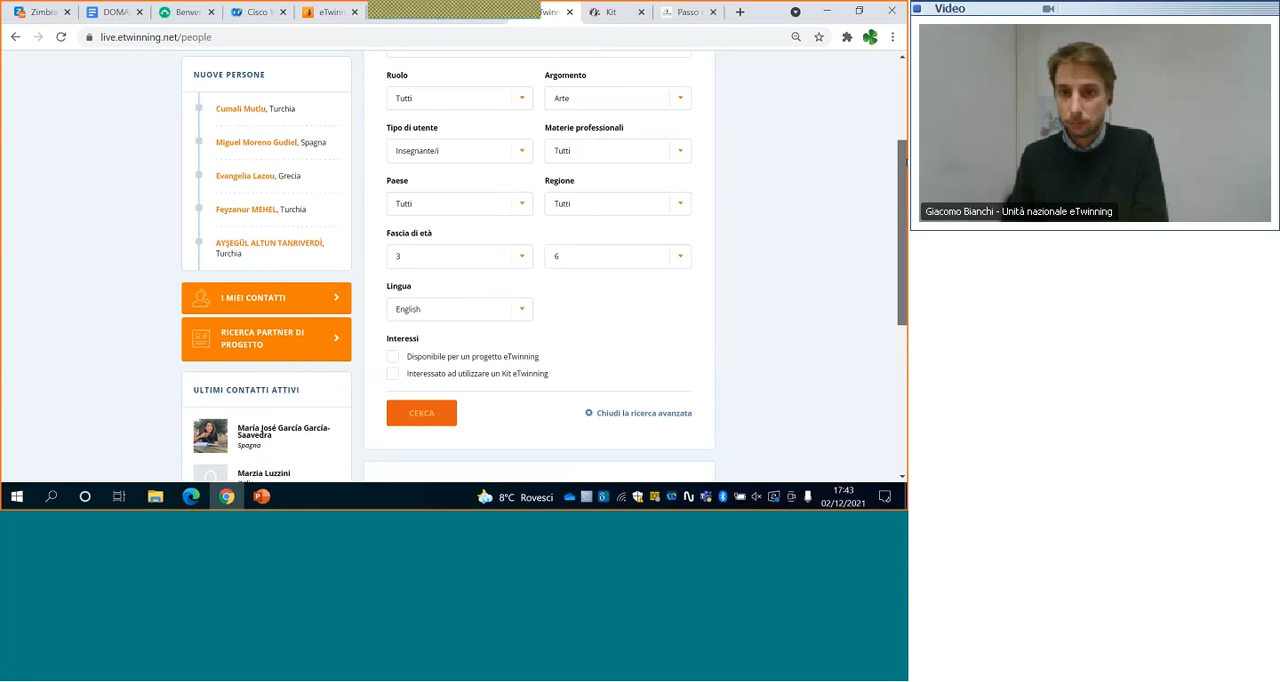 Zimbra
DOMA
Benven
Cisco W
eTwinn
Twinn
Kit
Passo
live.etwinning.net/people
NUOVE PERSONE
Cumali Mutlu, Turchia
Miguel Moreno Gudiel, Spagna
Evangelia Lazou, Grecia
Feyzanur MEHEL, Turchia
AYŞEGÜL ALTUN TANRIVERDİ,
Turchia
I MIEI CONTATTI
RICERCA PARTNER DI
PROGETTO
ULTIMI CONTATTI ATTIVI
María José García García-
Saavedra
Spagna
Marzia Luzzini
Ruolo
Argomento
Tutti
Arte
Tipo di utente
Materie professionali
Insegnante/i
Tutti
Paese
Regione
Tutti
Tutti
Fascia di età
3
6
Lingua
English
Interessi
Disponibile per un progetto eTwinning
Interessato ad utilizzare un Kit eTwinning
CERCA
Chiudi la ricerca avanzata
8°C Rovesci
17:43
02/12/2021
Video
Giacomo Bianchi - Unità nazionale eTwinning